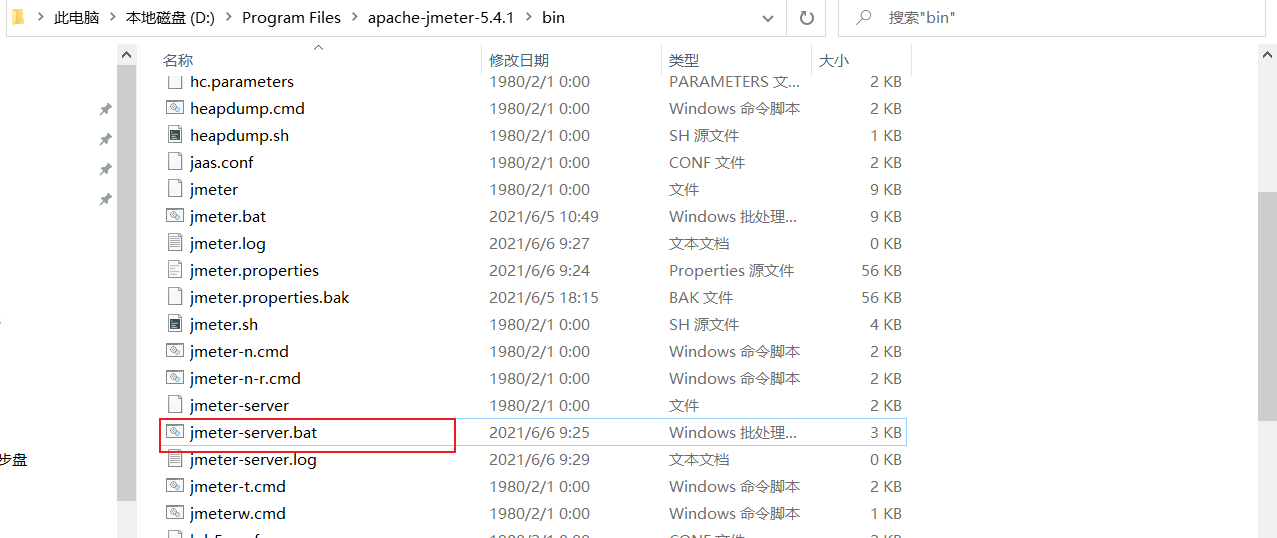 此电脑 > 本地磁盘 (D:) > Program Files > apache-jmeter-5.4.1 > bin 搜索"bin"
名称 修改日期 类型 大小
hc.parameters 1980/2/1 0:00 PARAMETERS 文... 2 KB
heapdump.cmd 1980/2/1 0:00 Windows 命令脚本 2 KB
heapdump.sh 1980/2/1 0:00 SH 源文件 1 KB
jaas.conf 1980/2/1 0:00 CONF 文件 2 KB
jmeter 1980/2/1 0:00 文件 9 KB
jmeter.bat 2021/6/5 10:49 Windows 批处理... 9 KB
jmeter.log 2021/6/6 9:27 文本文档 0 KB
jmeter.properties 2021/6/6 9:24 Properties 源文件 56 KB
jmeter.properties.bak 2021/6/5 18:15 BAK 文件 56 KB
jmeter.sh 1980/2/1 0:00 SH 源文件 4 KB
jmeter-n.cmd 1980/2/1 0:00 Windows 命令脚本 2 KB
jmeter-n-r.cmd 1980/2/1 0:00 Windows 命令脚本 2 KB
jmeter-server 1980/2/1 0:00 文件 2 KB
jmeter-server.bat 2021/6/6 9:25 Windows 批处理... 3 KB
步盘 jmeter-server.log 2021/6/6 9:29 文本文档 0 KB
jmeter-t.cmd 1980/2/1 0:00 Windows 命令脚本 2 KB
jmeterw.cmd 1980/2/1 0:00 Windows 命令脚本 1 KB